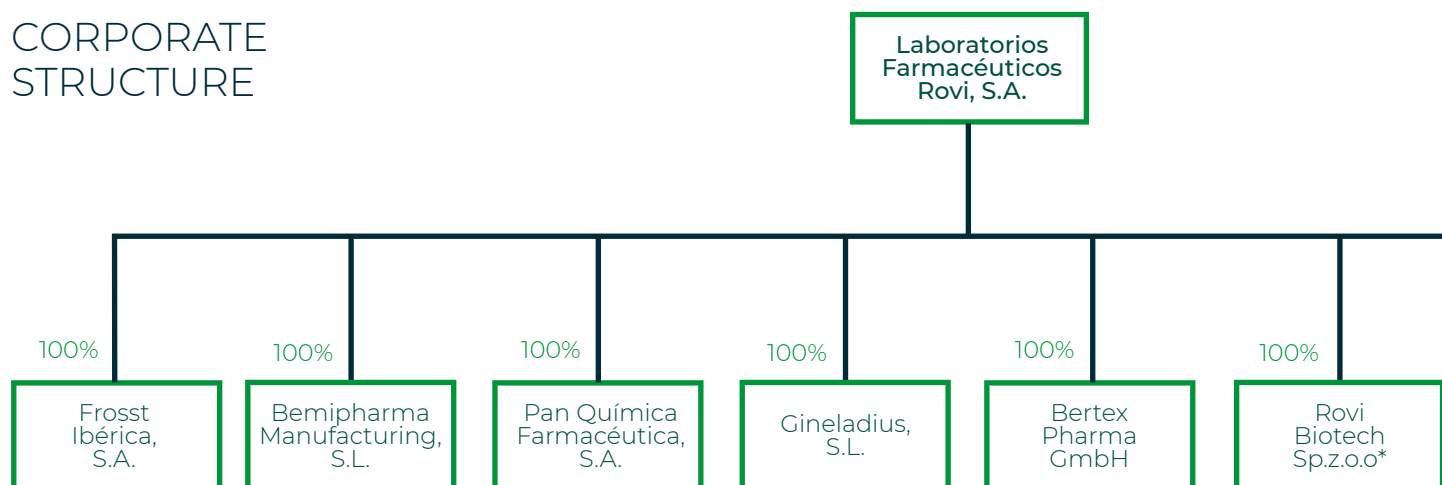 CORPORATE
STRUCTURE
Laboratorios
Farmacéuticos
Rovi, S.A.
100%
100%
100%
100%
100%
100%
Frosst
Ibérica,
S.A.
Bemipharma
Manufacturing,
S.L.
Pan Química
Farmacéutica,
S.A.
Gineladius,
S.L.
Bertex
Pharma
GmbH
Rovi
Biotech
Sp.z.o.o*